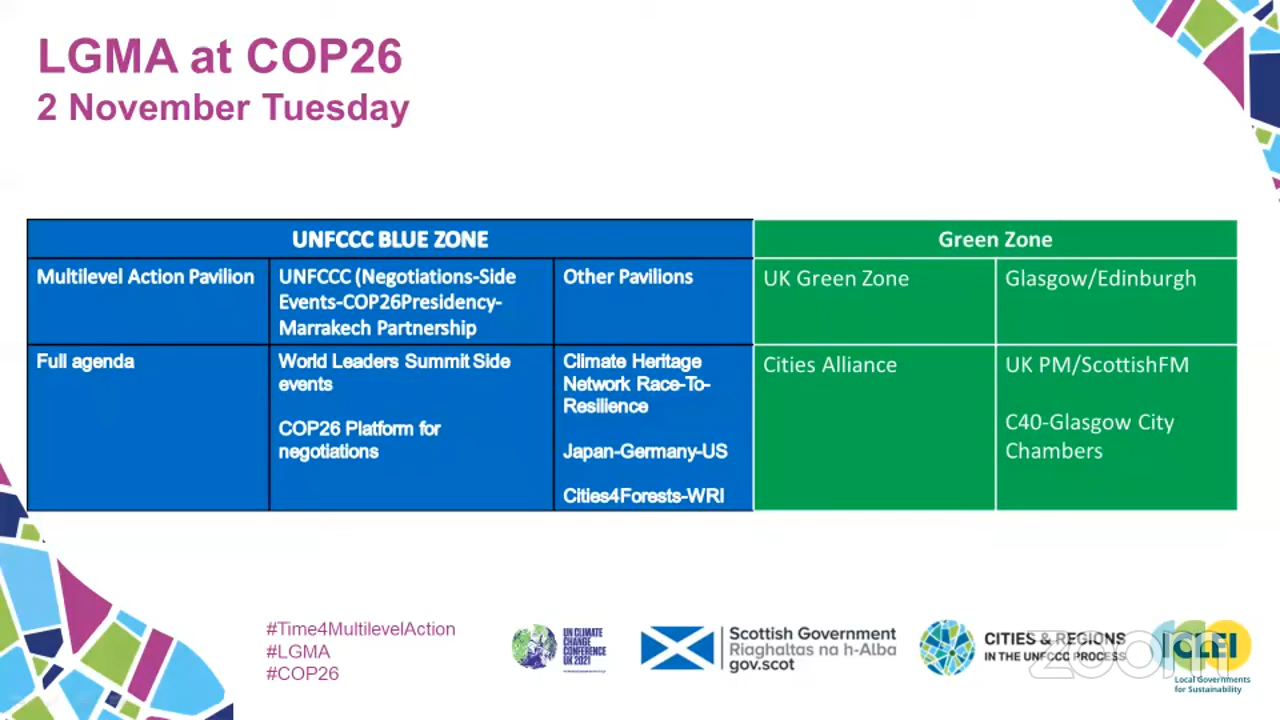 LGMA at COP26
2 November Tuesday
UNFCCC BLUE ZONE
Green Zone
Multilevel Action Pavilion
UNFCCC (Negotiations-Side
Events-COP26Presidency-
Marrakech Partnership
Other Pavilions
UK Green Zone
Glasgow/Edinburgh
Full agenda
World Leaders Summit Side
events
COP26 Platform for
negotiations
Climate Heritage
Network Race-To-
Resilience
Japan-Germany-US
Cities4Forests-WRI
Cities Alliance
UK PM/ScottishFM
C40-Glasgow City
Chambers
#Time4MultilevelAction
#LGMA
#COP26
UN CLIMATE
CHANGE
CONFERENCE
UK 2021
Scottish Government
Riaghaltas na h-Alba
gov.scot
CITIES & REGIONS
IN THE UNFCCC PROCESS
ICLEI
Local Governments
for Sustainability
zoom